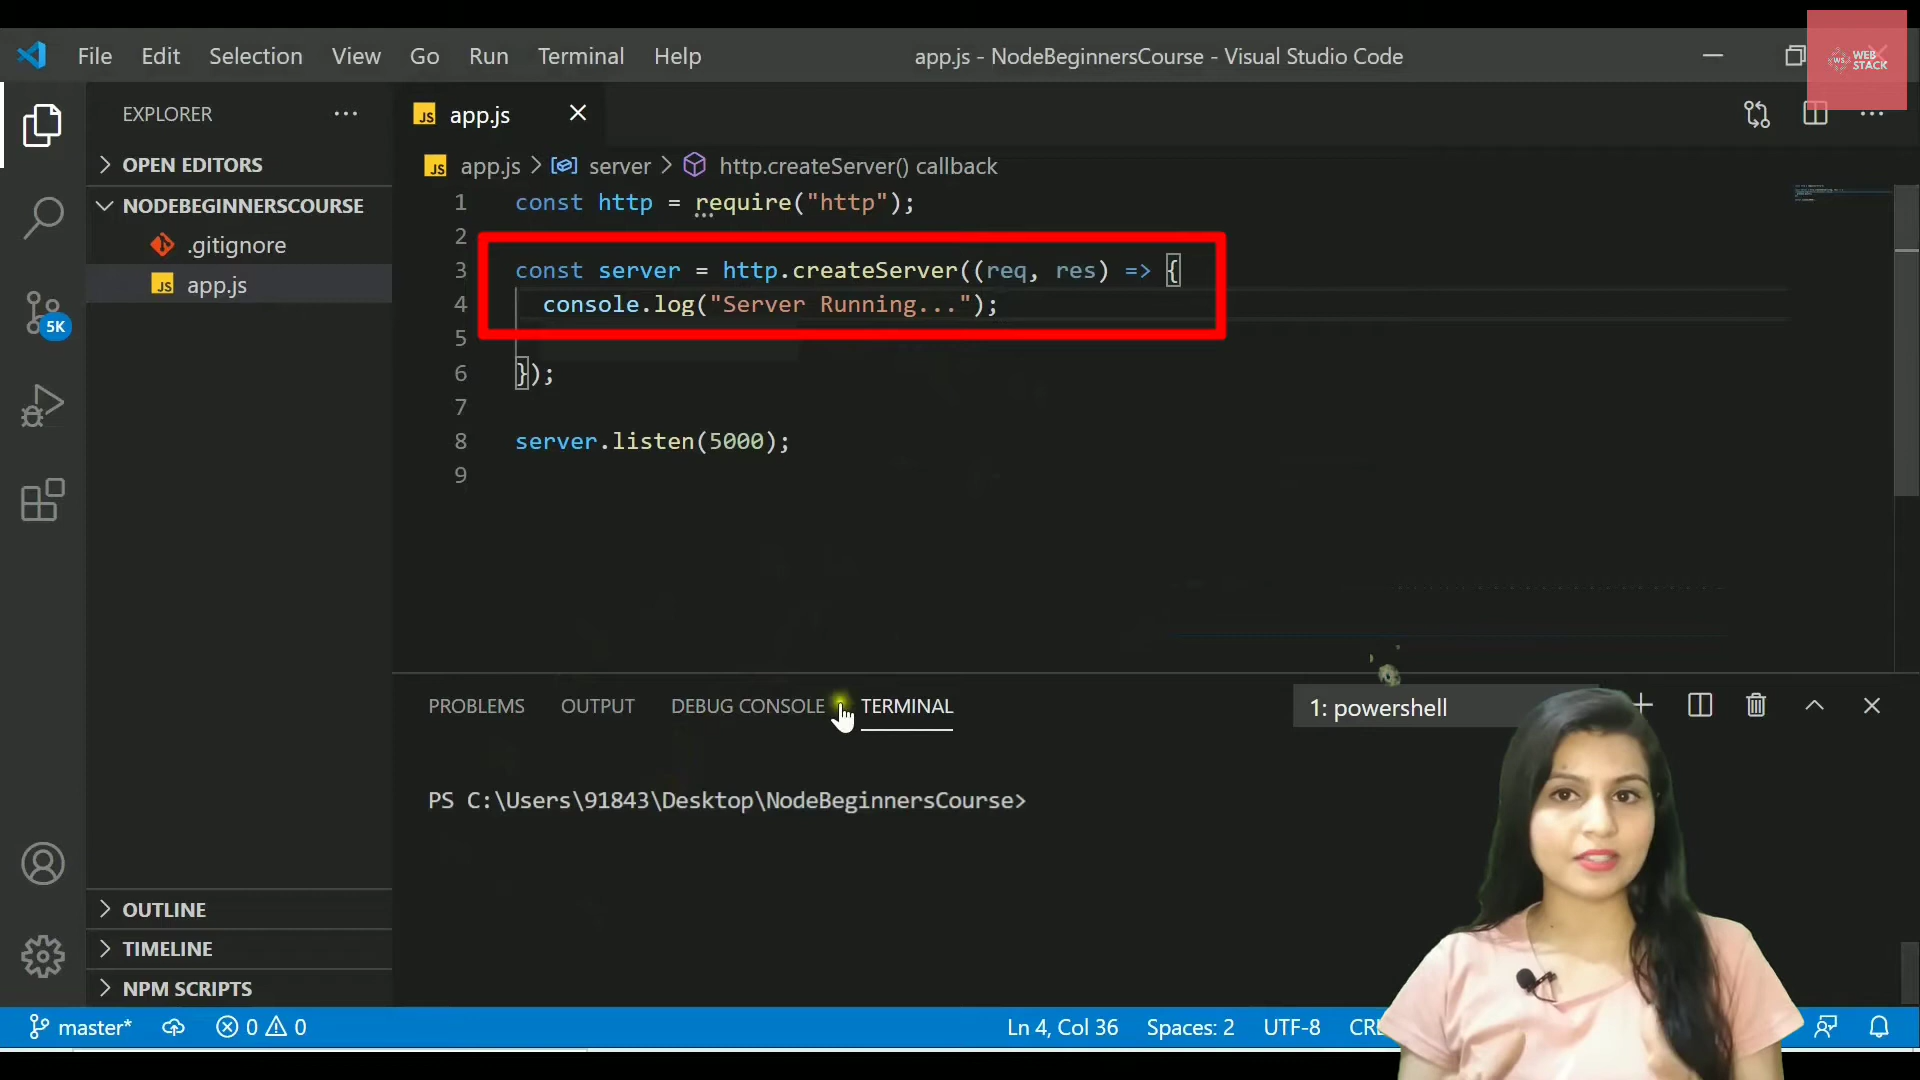 File Edit Selection View Go Run Terminal Help
app.js - NodeBeginnersCourse - Visual Studio Code
WS WEB
STACK
EXPLORER
OPEN EDITORS
NODEBEGINNERSCOURSE
.gitignore
JS app.js
5K
OUTLINE
TIMELINE
NPM SCRIPTS
JS app.js
JS app.js > server > http.createServer() callback
1 const http = require("http");
2
3 const server = http.createServer((req, res) => {
4 console.log("Server Running...");
5
6 });
7
8 server.listen(5000);
9
PROBLEMS OUTPUT DEBUG CONSOLE TERMINAL
1: powershell
PS C:\Users\91843\Desktop\NodeBeginnersCourse>
master* 0 0
Ln 4, Col 36 Spaces: 2 UTF-8